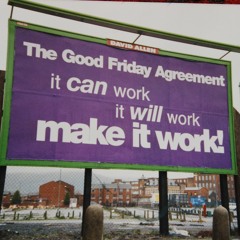 DAVID ALLEN
The Good Friday Agreement
it can work
it will work
make it work!